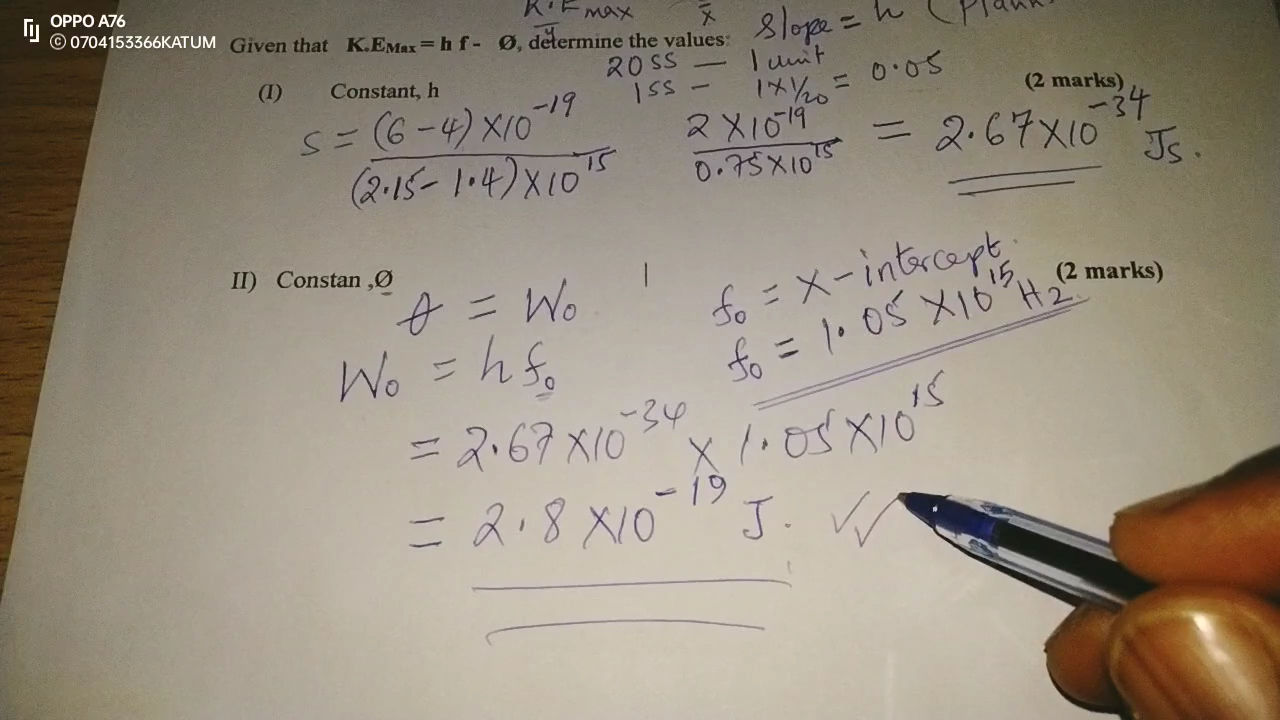 OPPO A76
© 0704153366KATUM
K.Emax
x
Slope = h (Plank
Given that K.EMax = h f - Ø, determine the values:
20SS — 1 unit
1SS — 1×1/20 = 0.05
(I) Constant, h (2 marks)
S = (6-4)×10^-19 2×10^-19 = 2.67×10^-34 Js.
(2.15-1.4)×10^15 0.75×10^15
II) Constan ,Ø (2 marks)
= W₀ f₀ = x-intercept.
W₀ = hf₀ f₀ = 1.05×10^15 Hz.
= 2.67×10^-34 × 1.05×10^15
= 2.8×10^-19 J.